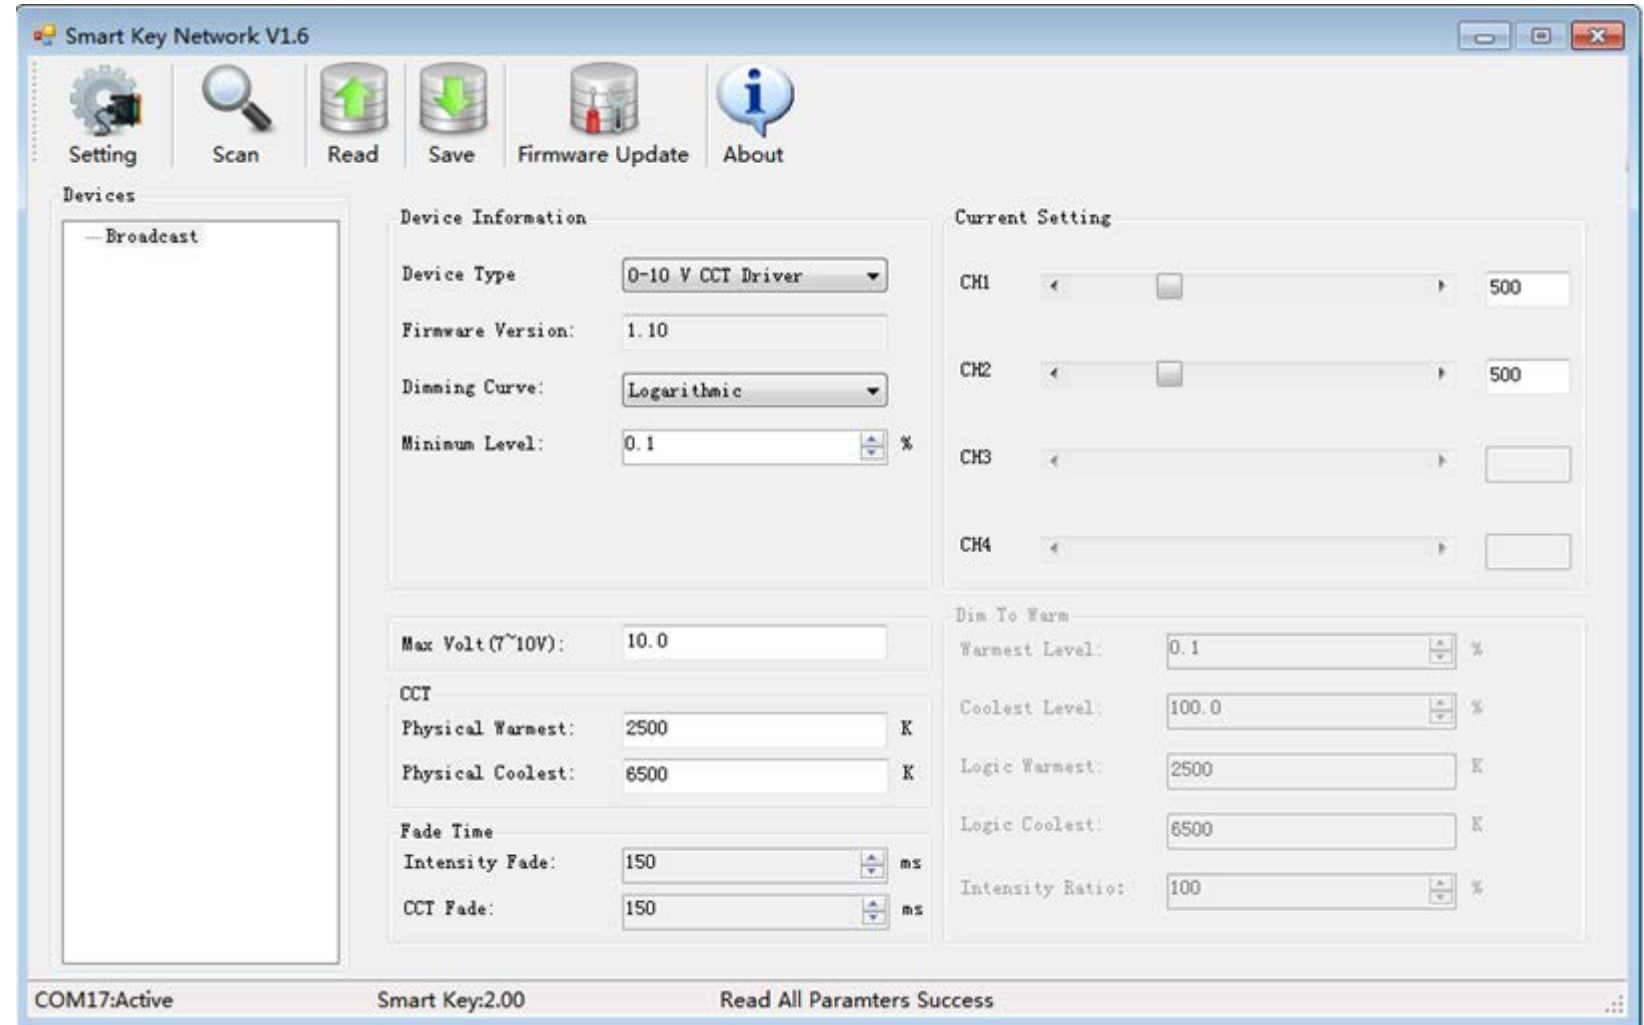 Smart Key Network V1.6
Setting Scan Read Save Firmware Update About
Devices
Broadcast
Device Information
Device Type 0-10 V CCT Driver
Firmware Version: 1.10
Dimming Curve: Logarithmic
Minimum Level: 0.1 %
Current Setting
CH1 500
CH2 500
CH3
CH4
Max Volt(7~10V): 10.0
CCT
Physical Warmest: 2500 K
Physical Coolest: 6500 K
Fade Time
Intensity Fade: 150 ms
CCT Fade: 150 ms
Dim To Warm
Warmest Level: 0.1 %
Coolest Level: 100.0 %
Logic Warmest: 2500 K
Logic Coolest: 6500 K
Intensity Ratio: 100 %
COM17:Active Smart Key:2.00 Read All Paramters Success